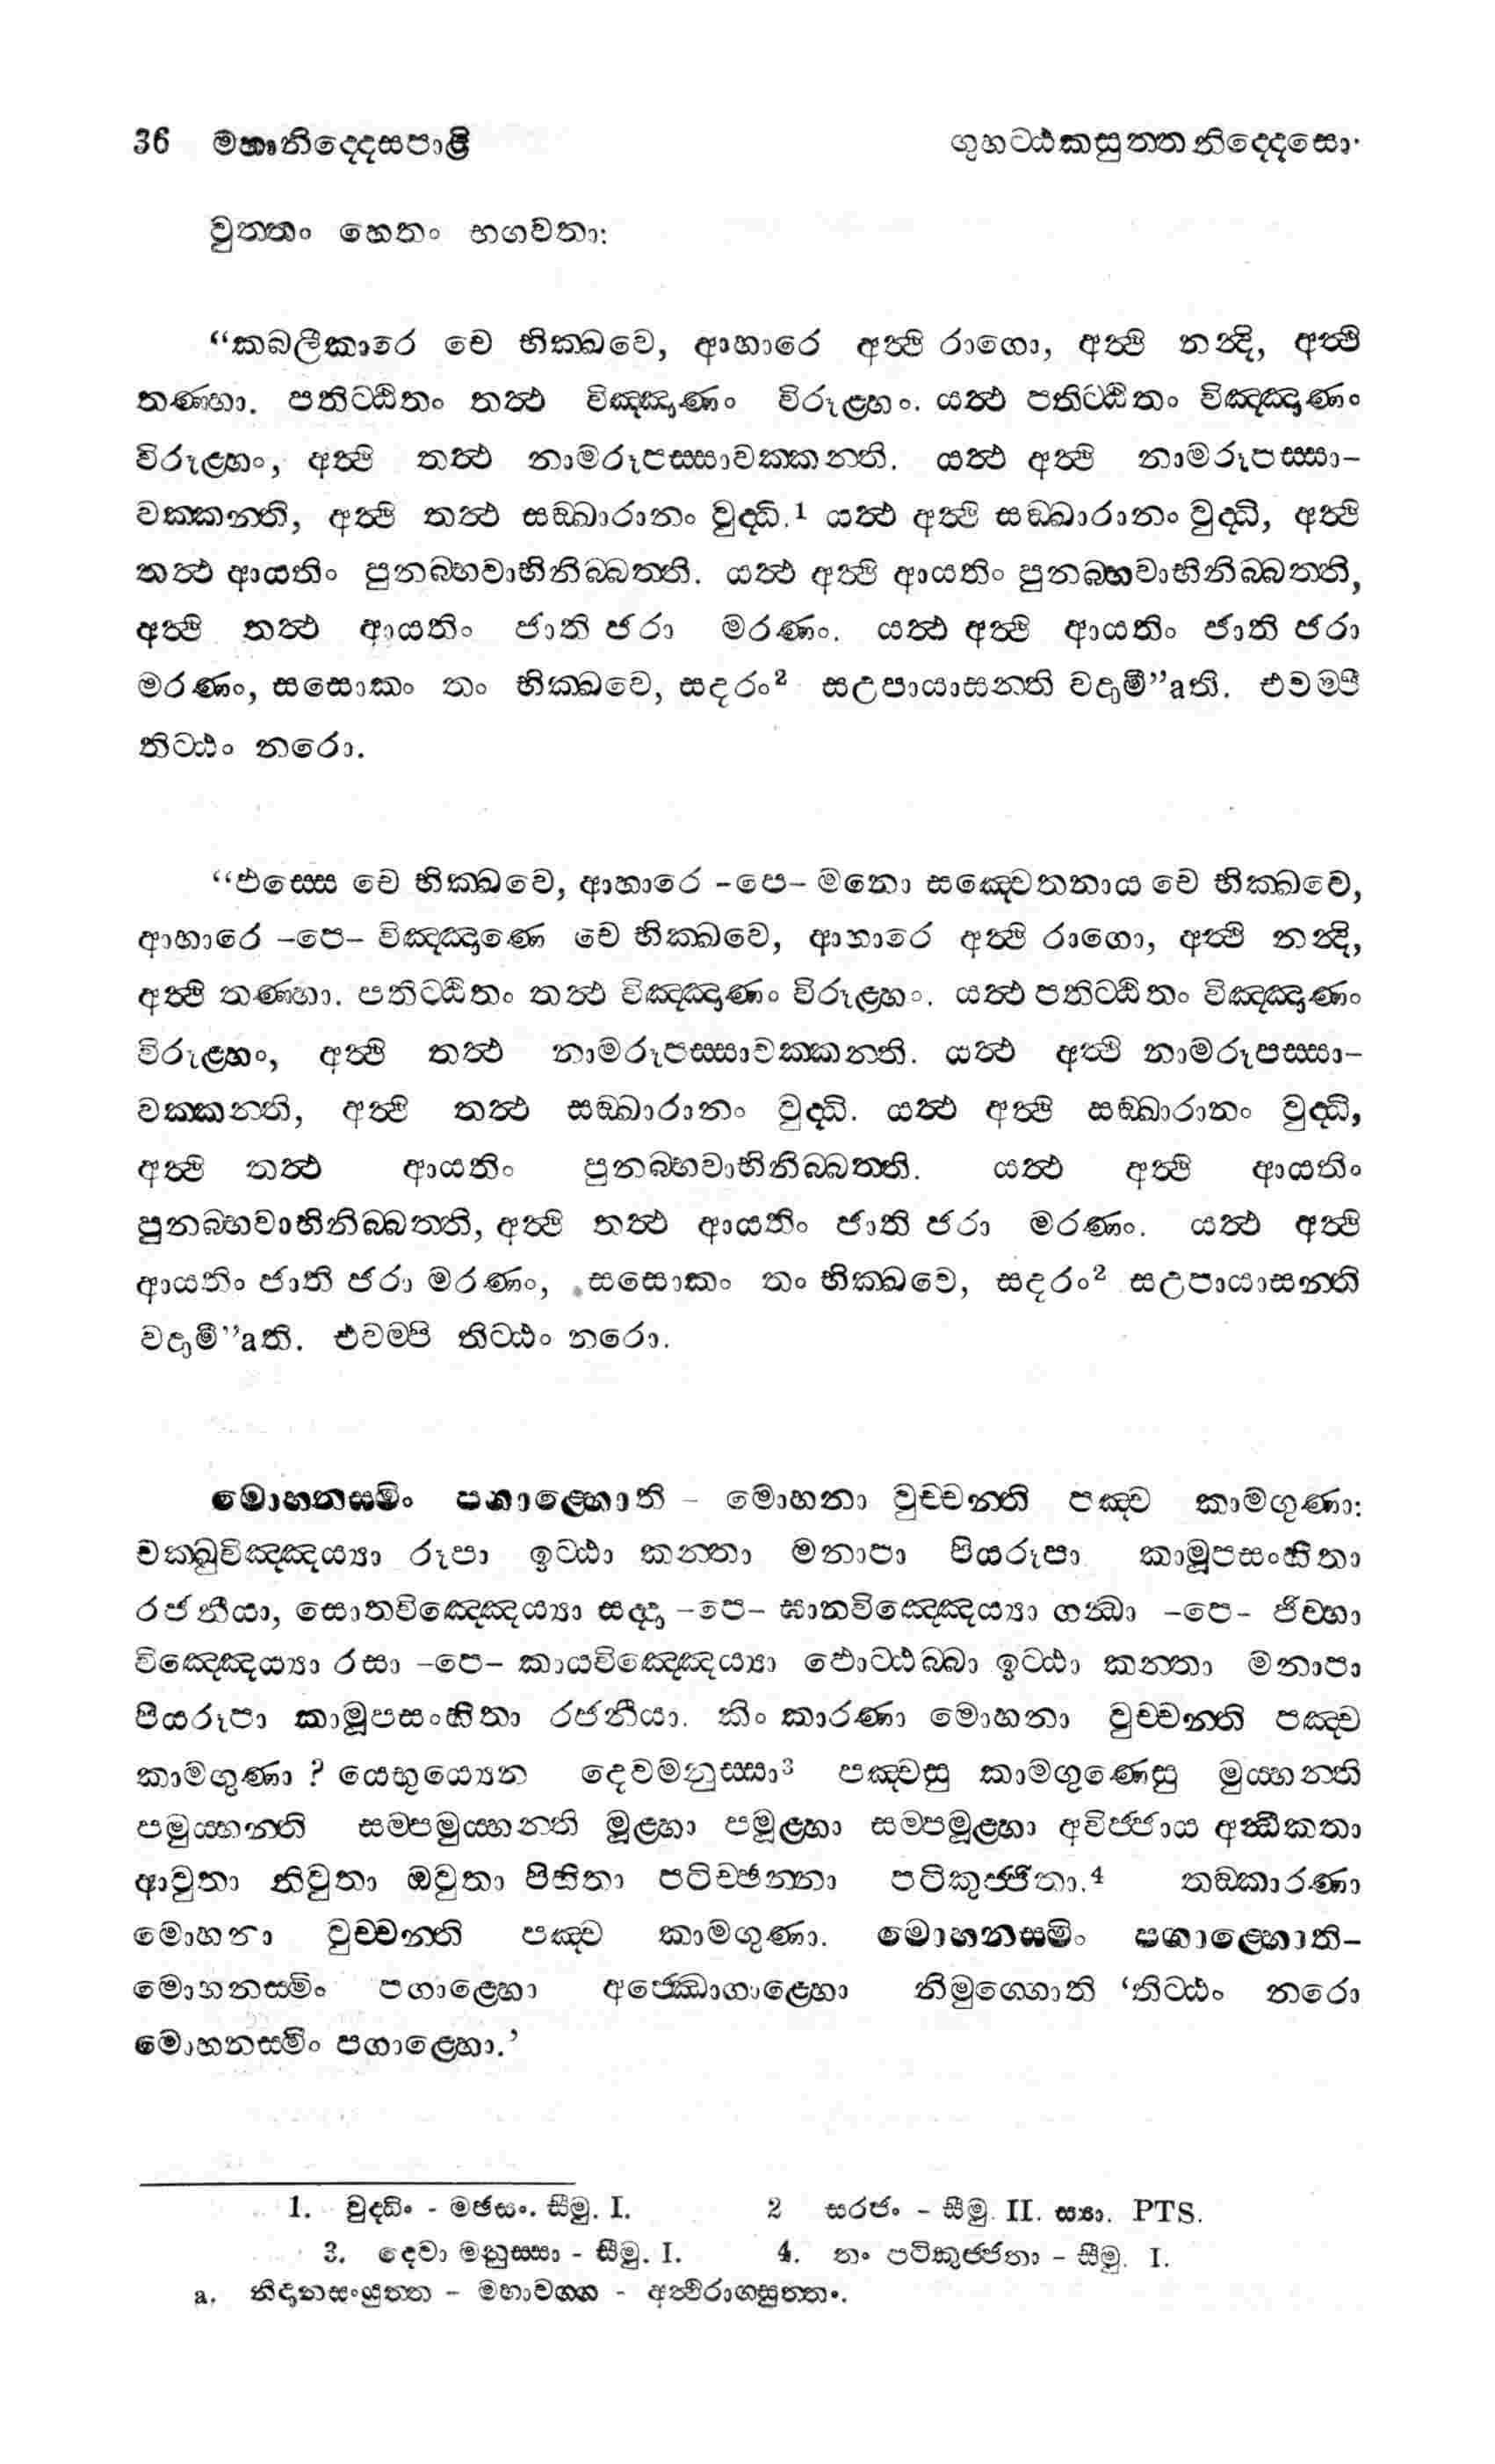 36 මහානිද්දෙසපාළි ගුහට්ඨකසුත්තනිද්දෙසො
වුත්තං හෙතං භගවතා:
“කබලීකාරෙ චෙ භික්ඛවෙ, ආහාරෙ අත්ථි රාගො, අත්ථි නන්දි, අත්ථි
තණ්හා. පතිට්ඨිතං තත්ථ විඤ්ඤාණං විරූළ්හං. යත්ථ පතිට්ඨිතං විඤ්ඤාණං
විරූළ්හං, අත්ථි තත්ථ නාමරූපස්සාවක්කන්ති. යත්ථ අත්ථි නාමරූපස්සා-
වක්කන්ති, අත්ථි තත්ථ සඞ්ඛාරානං වුද්ධි.1 යත්ථ අත්ථි සඞ්ඛාරානං වුද්ධි, අත්ථි
තත්ථ ආයතිං පුනබ්භවාභිනිබ්බත්ති. යත්ථ අත්ථි ආයතිං පුනබ්භවාභිනිබ්බත්ති,
අත්ථි තත්ථ ආයතිං ජාති ජරා මරණං. යත්ථ අත්ථි ආයතිං ජාති ජරා
මරණං, සසොකං තං භික්ඛවෙ, සදරං2 සඋපායාසන්ති වදාමී”aති. එවම්පි
තිට්ඨං නරො.
“ඵස්සෙ චෙ භික්ඛවෙ, ආහාරෙ -පෙ- මනො සඤ්චෙතනාය චෙ භික්ඛවෙ,
ආහාරෙ -පෙ- විඤ්ඤාණෙ චෙ භික්ඛවෙ, ආහාරෙ අත්ථි රාගො, අත්ථි නන්දි,
අත්ථි තණ්හා. පතිට්ඨිතං තත්ථ විඤ්ඤාණං විරූළ්හං. යත්ථ පතිට්ඨිතං විඤ්ඤාණං
විරූළ්හං, අත්ථි තත්ථ නාමරූපස්සාවක්කන්ති. යත්ථ අත්ථි නාමරූපස්සා-
වක්කන්ති, අත්ථි තත්ථ සඞ්ඛාරානං වුද්ධි. යත්ථ අත්ථි සඞ්ඛාරානං වුද්ධි,
අත්ථි තත්ථ ආයතිං පුනබ්භවාභිනිබ්බත්ති. යත්ථ අත්ථි ආයතිං
පුනබ්භවාභිනිබ්බත්ති, අත්ථි තත්ථ ආයතිං ජාති ජරා මරණං. යත්ථ අත්ථි
ආයතිං ජාති ජරා මරණං, සසොකං තං භික්ඛවෙ, සදරං2 සඋපායාසන්ති
වදාමී”aති. එවම්පි තිට්ඨං නරො.
මොහනස්මිං පගාළ්හොති - මොහනා වුච්චන්ති පඤ්ච කාමගුණා:
චක්ඛුවිඤ්ඤෙය්‍යා රූපා ඉට්ඨා කන්තා මනාපා පියරූපා කාමූපසංහිතා
රජනීයා, සොතවිඤ්ඤෙය්‍යා සද්දා -පෙ- ඝානවිඤ්ඤෙය්‍යා ගන්ධා -පෙ- ජිව්හා
විඤ්ඤෙය්‍යා රසා -පෙ- කායවිඤ්ඤෙය්‍යා ඵොට්ඨබ්බා ඉට්ඨා කන්තා මනාපා
පියරූපා කාමූපසංහිතා රජනීයා. කිං කාරණා මොහනා වුච්චන්ති පඤ්ච
කාමගුණා ? යෙභුය්‍යෙන දෙවමනුස්සා3 පඤ්චසු කාමගුණෙසු මුය්හන්ති
පමුය්හන්ති සම්පමුය්හන්ති මූළ්හා පමූළ්හා සම්පමූළ්හා අවිජ්ජාය අන්ධීකතා
ආවුතා නිවුතා ඔවුතා පිහිතා පටිච්ඡන්නා පටිකුජ්ජිතා.4 තඞ්කාරණා
මොහනා වුච්චන්ති පඤ්ච කාමගුණා. මොහනස්මිං පගාළ්හොති-
මොහනස්මිං පගාළ්හො අජ්ඣොගාළ්හො නිමුග්ගොති ‘තිට්ඨං නරො
මොහනස්මිං පගාළ්හො.’
1. වුද්ධිං - මඡසං. සීමු. I. 2 සරජං - සීමු. II. ස්‍යා. PTS.
3. දෙවා මනුස්සා - සීමු. I. 4. තං පටිකුජ්ජතා - සීමු. I.
a. නිදානසංයුත්ත - මහාවග්ග - අත්ථිරාගසුත්තං.